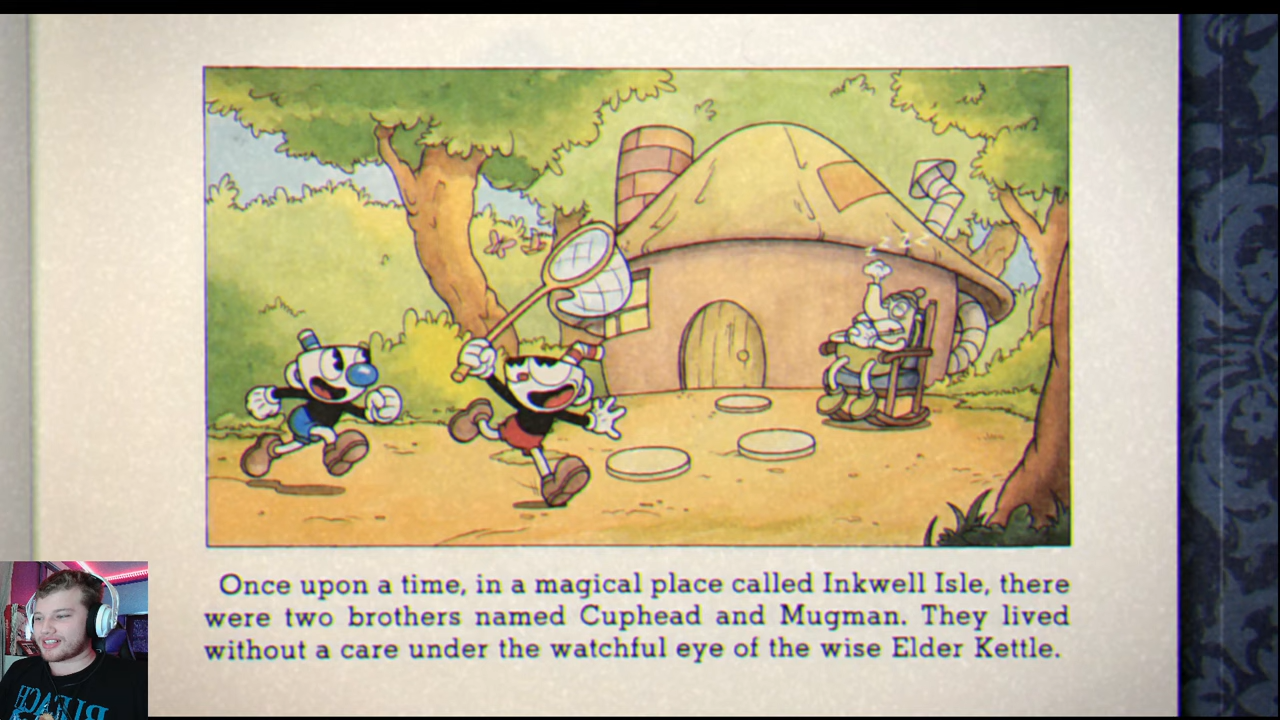 z z z z
Once upon a time, in a magical place called Inkwell Isle, there
were two brothers named Cuphead and Mugman. They lived
without a care under the watchful eye of the wise Elder Kettle.
BLEACH